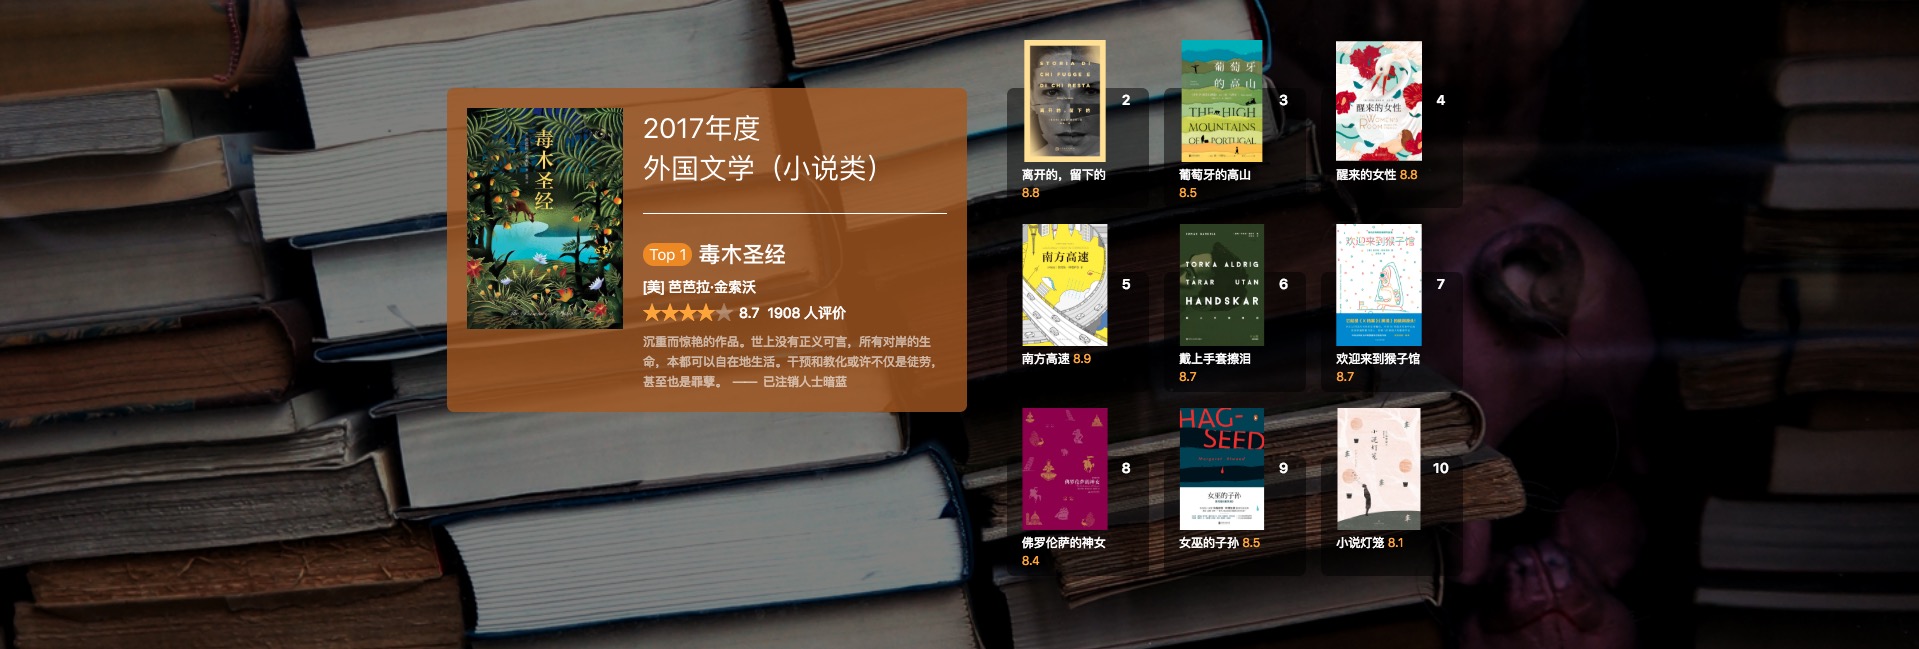 毒木圣经
2017年度
外国文学（小说类）
Top 1 毒木圣经
[美] 芭芭拉·金索沃
8.7 1908 人评价
沉重而惊艳的作品。世上没有正义可言，所有对岸的生
命，本都可以自在地生活。干预和教化或许不仅是徒劳，
甚至也是罪孽。 —— 已注销人士暗蓝
STORIA DI
CHI FUGGE E
DI CHI RESTA
离开的，留下的
2
离开的，留下的
8.8
葡萄牙
的高山
THE HIGH
MOUNTAINS
OF PORTUGAL
3
葡萄牙的高山
8.5
醒来的女性
4
醒来的女性 8.8
南方高速
5
南方高速 8.9
TORKA ALDRIG
TÅRAR UTAN
HANDSKAR
6
戴上手套擦泪
8.7
欢迎来到猴子馆
7
欢迎来到猴子馆
8.7
佛罗伦萨的神女
8
佛罗伦萨的神女
8.4
HAG-
SEED
Margaret Atwood
女巫的子孙
9
女巫的子孙 8.5
小说灯笼
10
小说灯笼 8.1